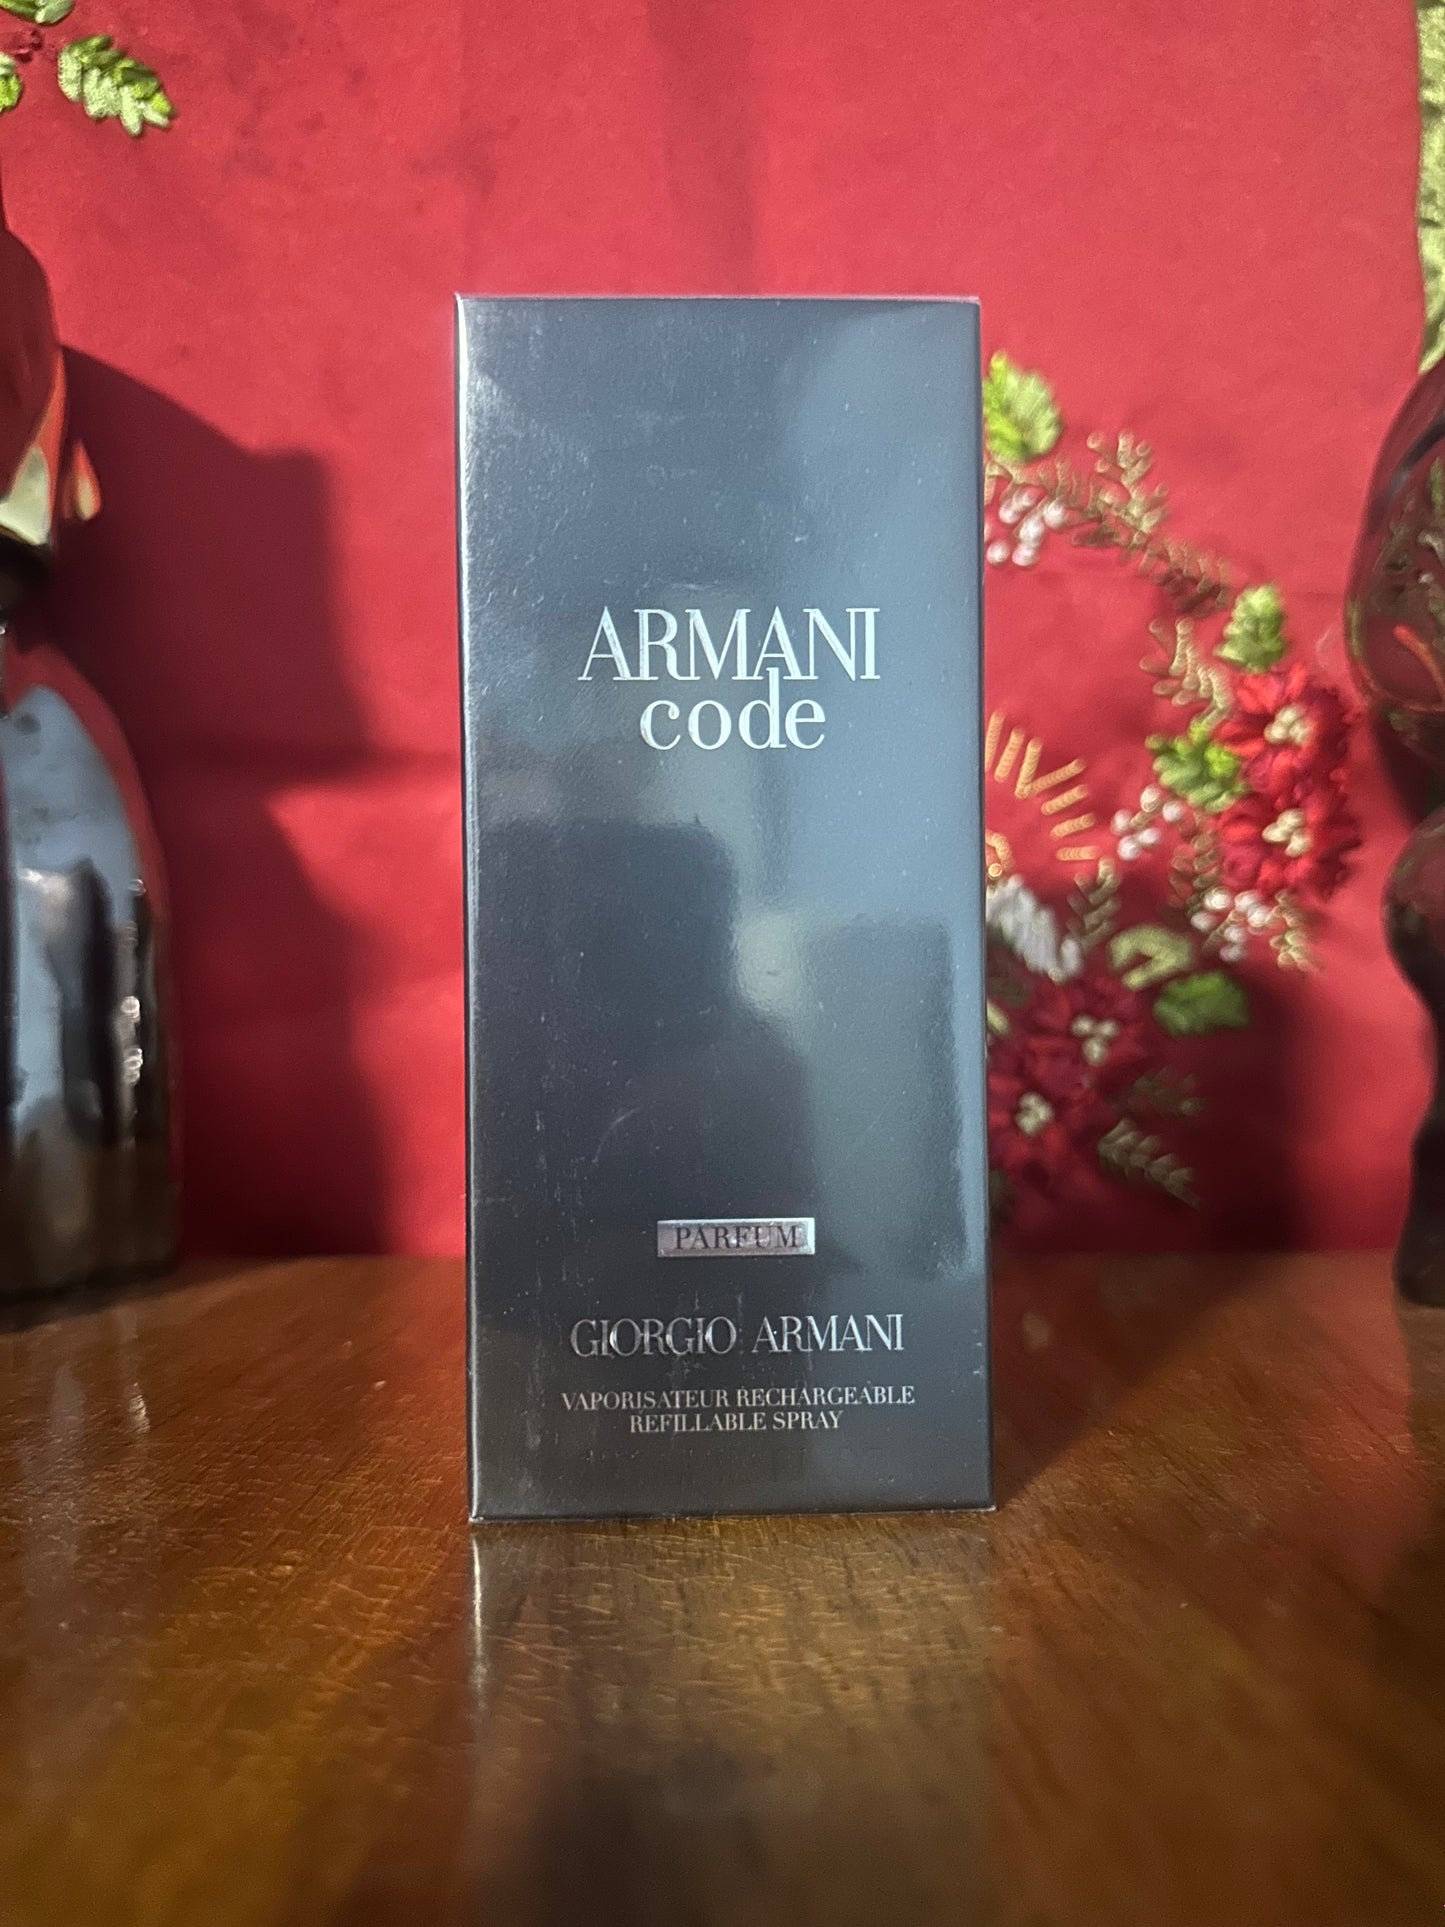 ARMANI
code
PARFUM
GIORGIO ARMANI
VAPORISATEUR RECHARGEABLE
REFILLABLE SPRAY